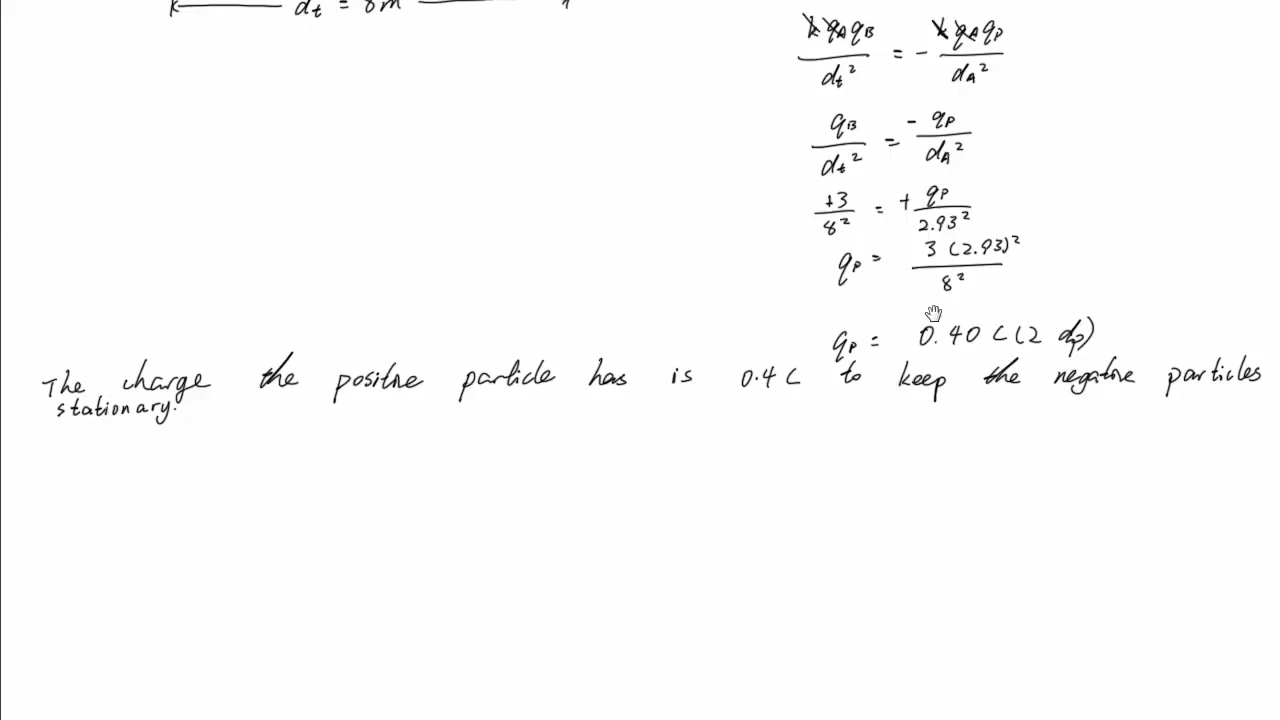 dt = 8m
k qA qB / dt² = - k qA qP / dA²
qB / dt² = - qP / dA²
+3 / 8² = + qP / 2.93²
qP = 3 (2.93)² / 8²
qP = 0.40 C (2 dp)
The charge the positive particle has is 0.4 C to keep the negative particles
stationary.